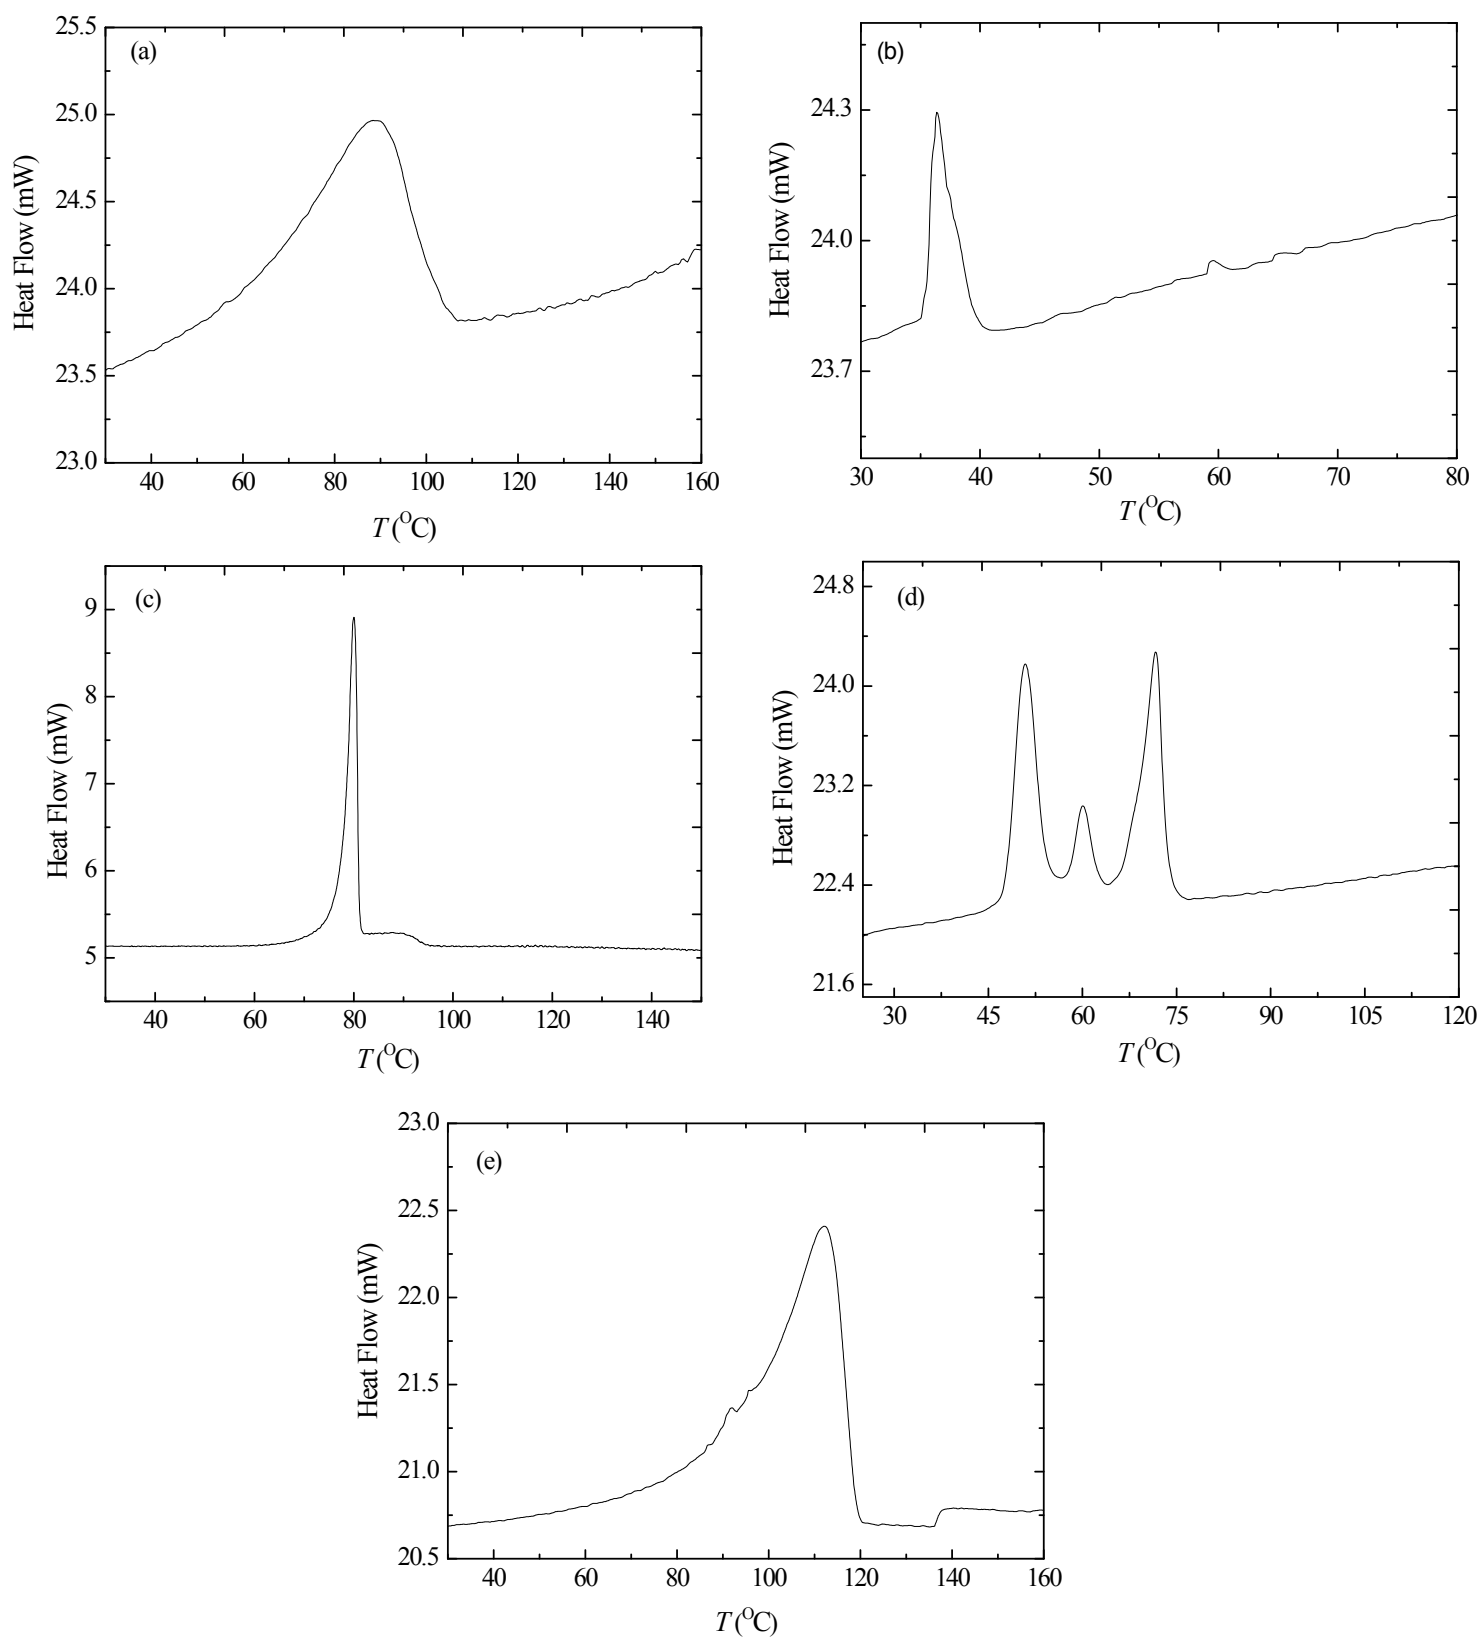 (a)
25.5
25.0
24.5
24.0
23.5
23.0
Heat Flow (mW)
40 60 80 100 120 140 160
T (OC)
(b)
24.3
24.0
23.7
Heat Flow (mW)
30 40 50 60 70 80
T (OC)
(c)
9
8
7
6
5
Heat Flow (mW)
40 60 80 100 120 140
T (OC)
(d)
24.8
24.0
23.2
22.4
21.6
Heat Flow (mW)
30 45 60 75 90 105 120
T (OC)
(e)
23.0
22.5
22.0
21.5
21.0
20.5
Heat Flow (mW)
40 60 80 100 120 140 160
T (OC)